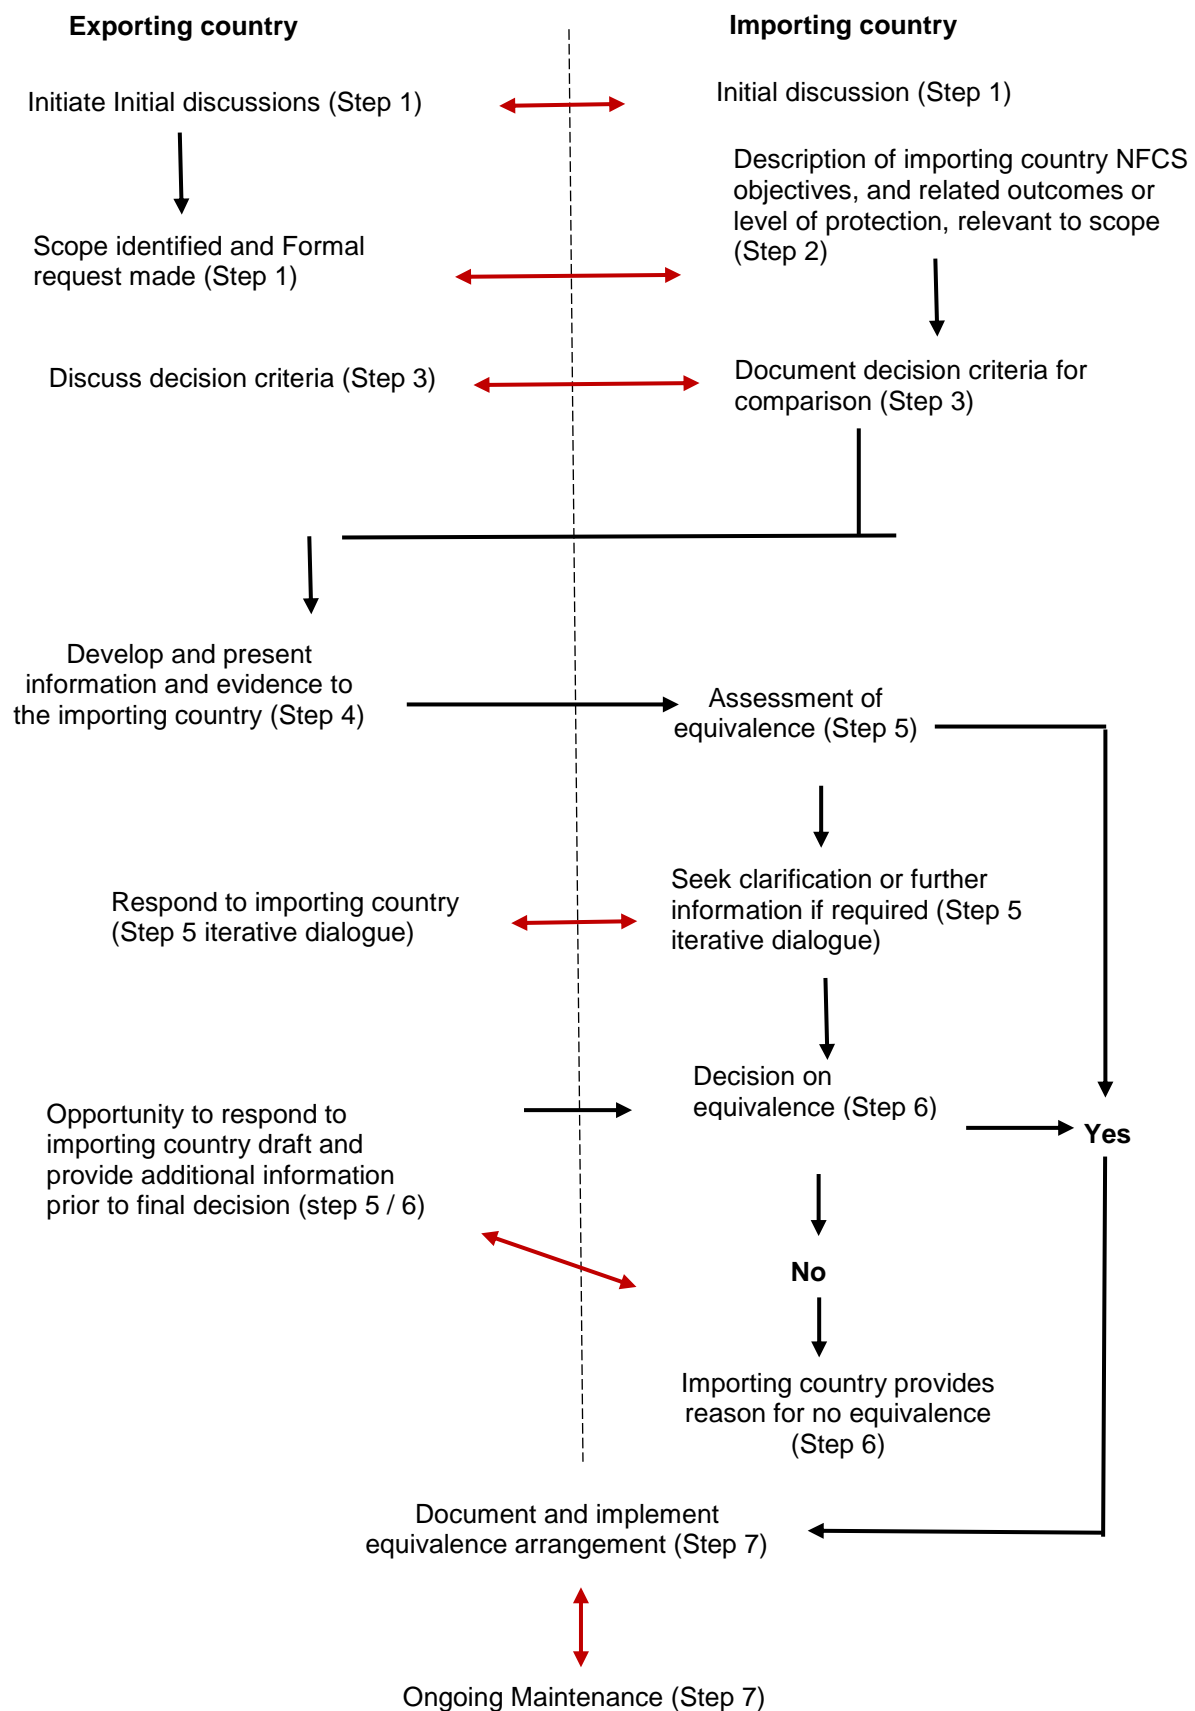 Exporting country
Importing country
Initiate Initial discussions (Step 1)
Initial discussion (Step 1)
Description of importing country NFCS
objectives, and related outcomes or
level of protection, relevant to scope
(Step 2)
Scope identified and Formal
request made (Step 1)
Discuss decision criteria (Step 3)
Document decision criteria for
comparison (Step 3)
Develop and present
information and evidence to
the importing country (Step 4)
Assessment of
equivalence (Step 5)
Respond to importing country
(Step 5 iterative dialogue)
Seek clarification or further
information if required (Step 5
iterative dialogue)
Decision on
equivalence (Step 6)
Yes
Opportunity to respond to
importing country draft and
provide additional information
prior to final decision (step 5 / 6)
No
Importing country provides
reason for no equivalence
(Step 6)
Document and implement
equivalence arrangement (Step 7)
Ongoing Maintenance (Step 7)